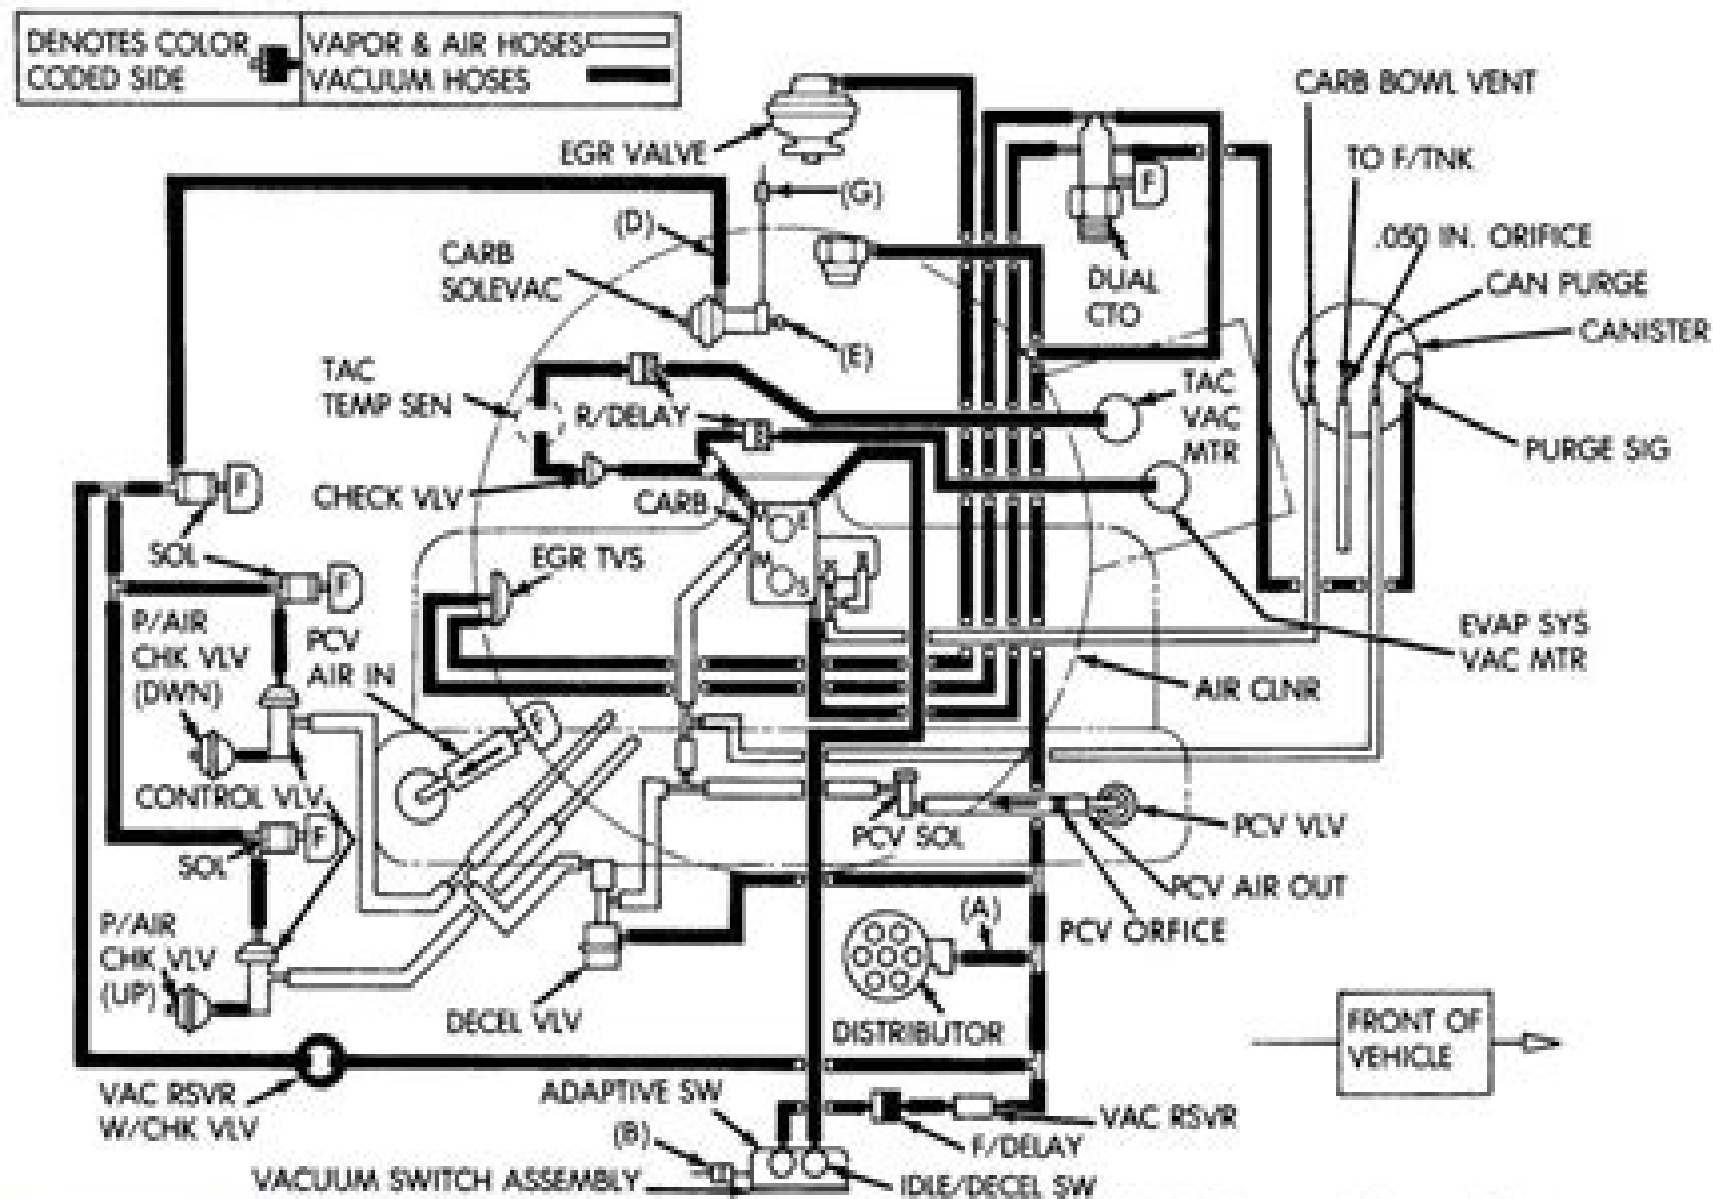 DENOTES COLOR
CODED SIDE
VAPOR & AIR HOSES
VACUUM HOSES
CARB BOWL VENT
EGR VALVE
TO F/TNK
(G)
F
(D)
.050 IN. ORIFICE
CARB
SOLEVAC
DUAL
CTO
CAN PURGE
CANISTER
(E)
TAC
TEMP SEN
R/DELAY
TAC
VAC
MTR
PURGE SIG
CHECK VLV
CARB
F
SOL
EGR TVS
M
E
M
S
F
P/AIR
CHK VLV
(DWN)
PCV
AIR IN
EVAP SYS
VAC MTR
AIR CLNR
F
CONTROL VLV
PCV SOL
PCV VLV
F
SOL
PCV AIR OUT
(A)
PCV ORFICE
P/AIR
CHK VLV
(UP)
DECEL VLV
DISTRIBUTOR
FRONT OF
VEHICLE
VAC RSVR
W/CHK VLV
ADAPTIVE SW
VAC RSVR
(B)
F/DELAY
VACUUM SWITCH ASSEMBLY
IDLE/DECEL SW